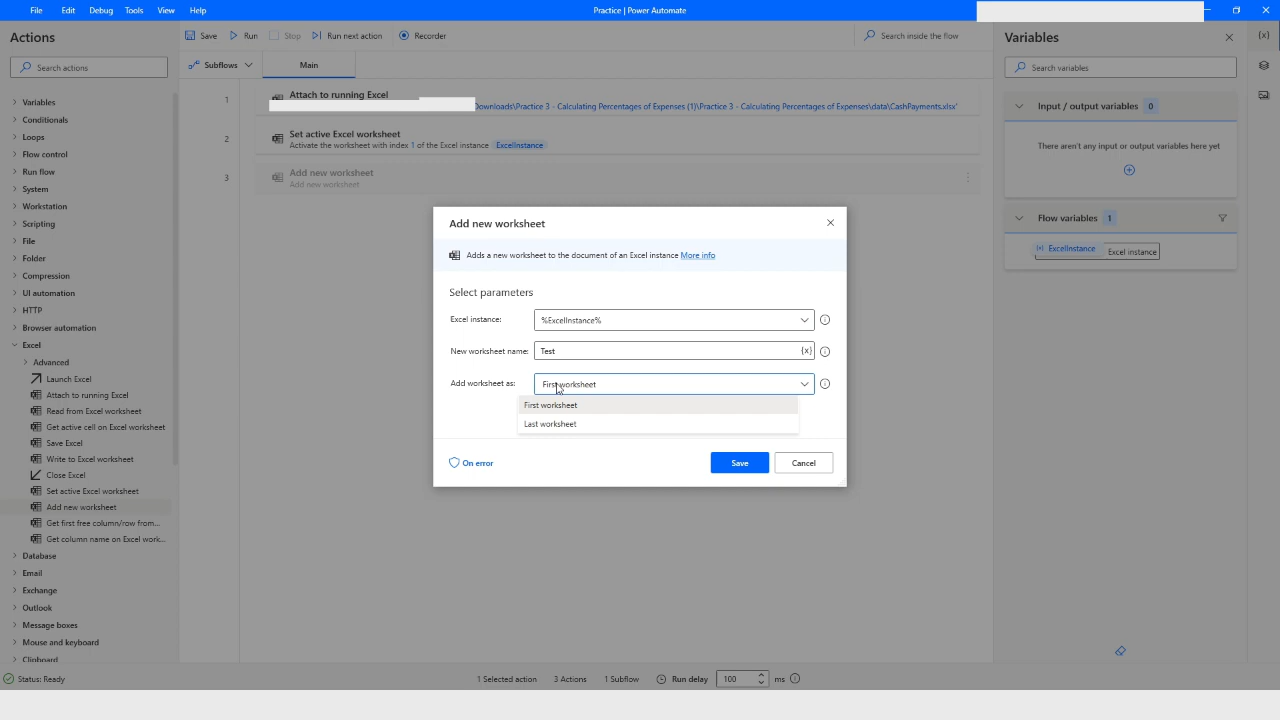 File Edit Debug Tools View Help
Practice | Power Automate
Actions
Search actions
Variables
Conditionals
Loops
Flow control
Run flow
System
Workstation
Scripting
File
Folder
Compression
UI automation
HTTP
Browser automation
Excel
Advanced
Launch Excel
Attach to running Excel
Read from Excel worksheet
Get active cell on Excel worksheet
Save Excel
Write to Excel worksheet
Close Excel
Set active Excel worksheet
Add new worksheet
Get first free column/row from...
Get column name on Excel work...
Database
Email
Exchange
Outlook
Message boxes
Mouse and keyboard
Clipboard
Save Run Stop Run next action Recorder
Search inside the flow
Subflows Main
1 Attach to running Excel
Downloads\Practice 3 - Calculating Percentages of Expenses (1)\Practice 3 - Calculating Percentages of Expenses\data\CashPayments.xlsx'
2 Set active Excel worksheet
Activate the worksheet with index 1 of the Excel instance ExcelInstance
3 Add new worksheet
Add new worksheet
Add new worksheet
Adds a new worksheet to the document of an Excel instance More info
Select parameters
Excel instance: %ExcelInstance%
New worksheet name: Test {x}
Add worksheet as: First worksheet
First worksheet
Last worksheet
On error Save Cancel
Variables {x}
Search variables
Input / output variables 0
There aren't any input or output variables here yet
Flow variables 1
(x) ExcelInstance Excel instance
Status: Ready 1 Selected action 3 Actions 1 Subflow Run delay 100 ms